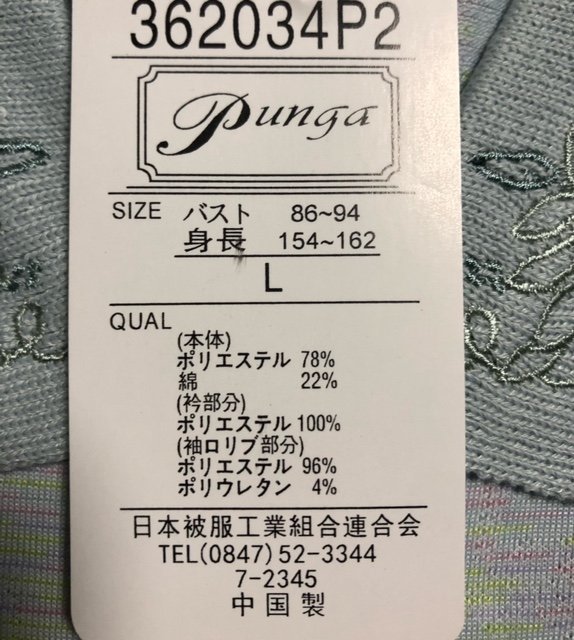 362034P2
Punga
SIZE バスト 86~94
身長 154~162
L
QUAL
(本体)
ポリエステル 78%
綿 22%
(衿部分)
ポリエステル 100%
(袖ロリブ部分)
ポリエステル 96%
ポリウレタン 4%
日本被服工業組合連合会
TEL(0847)52-3344
7-2345
中国製